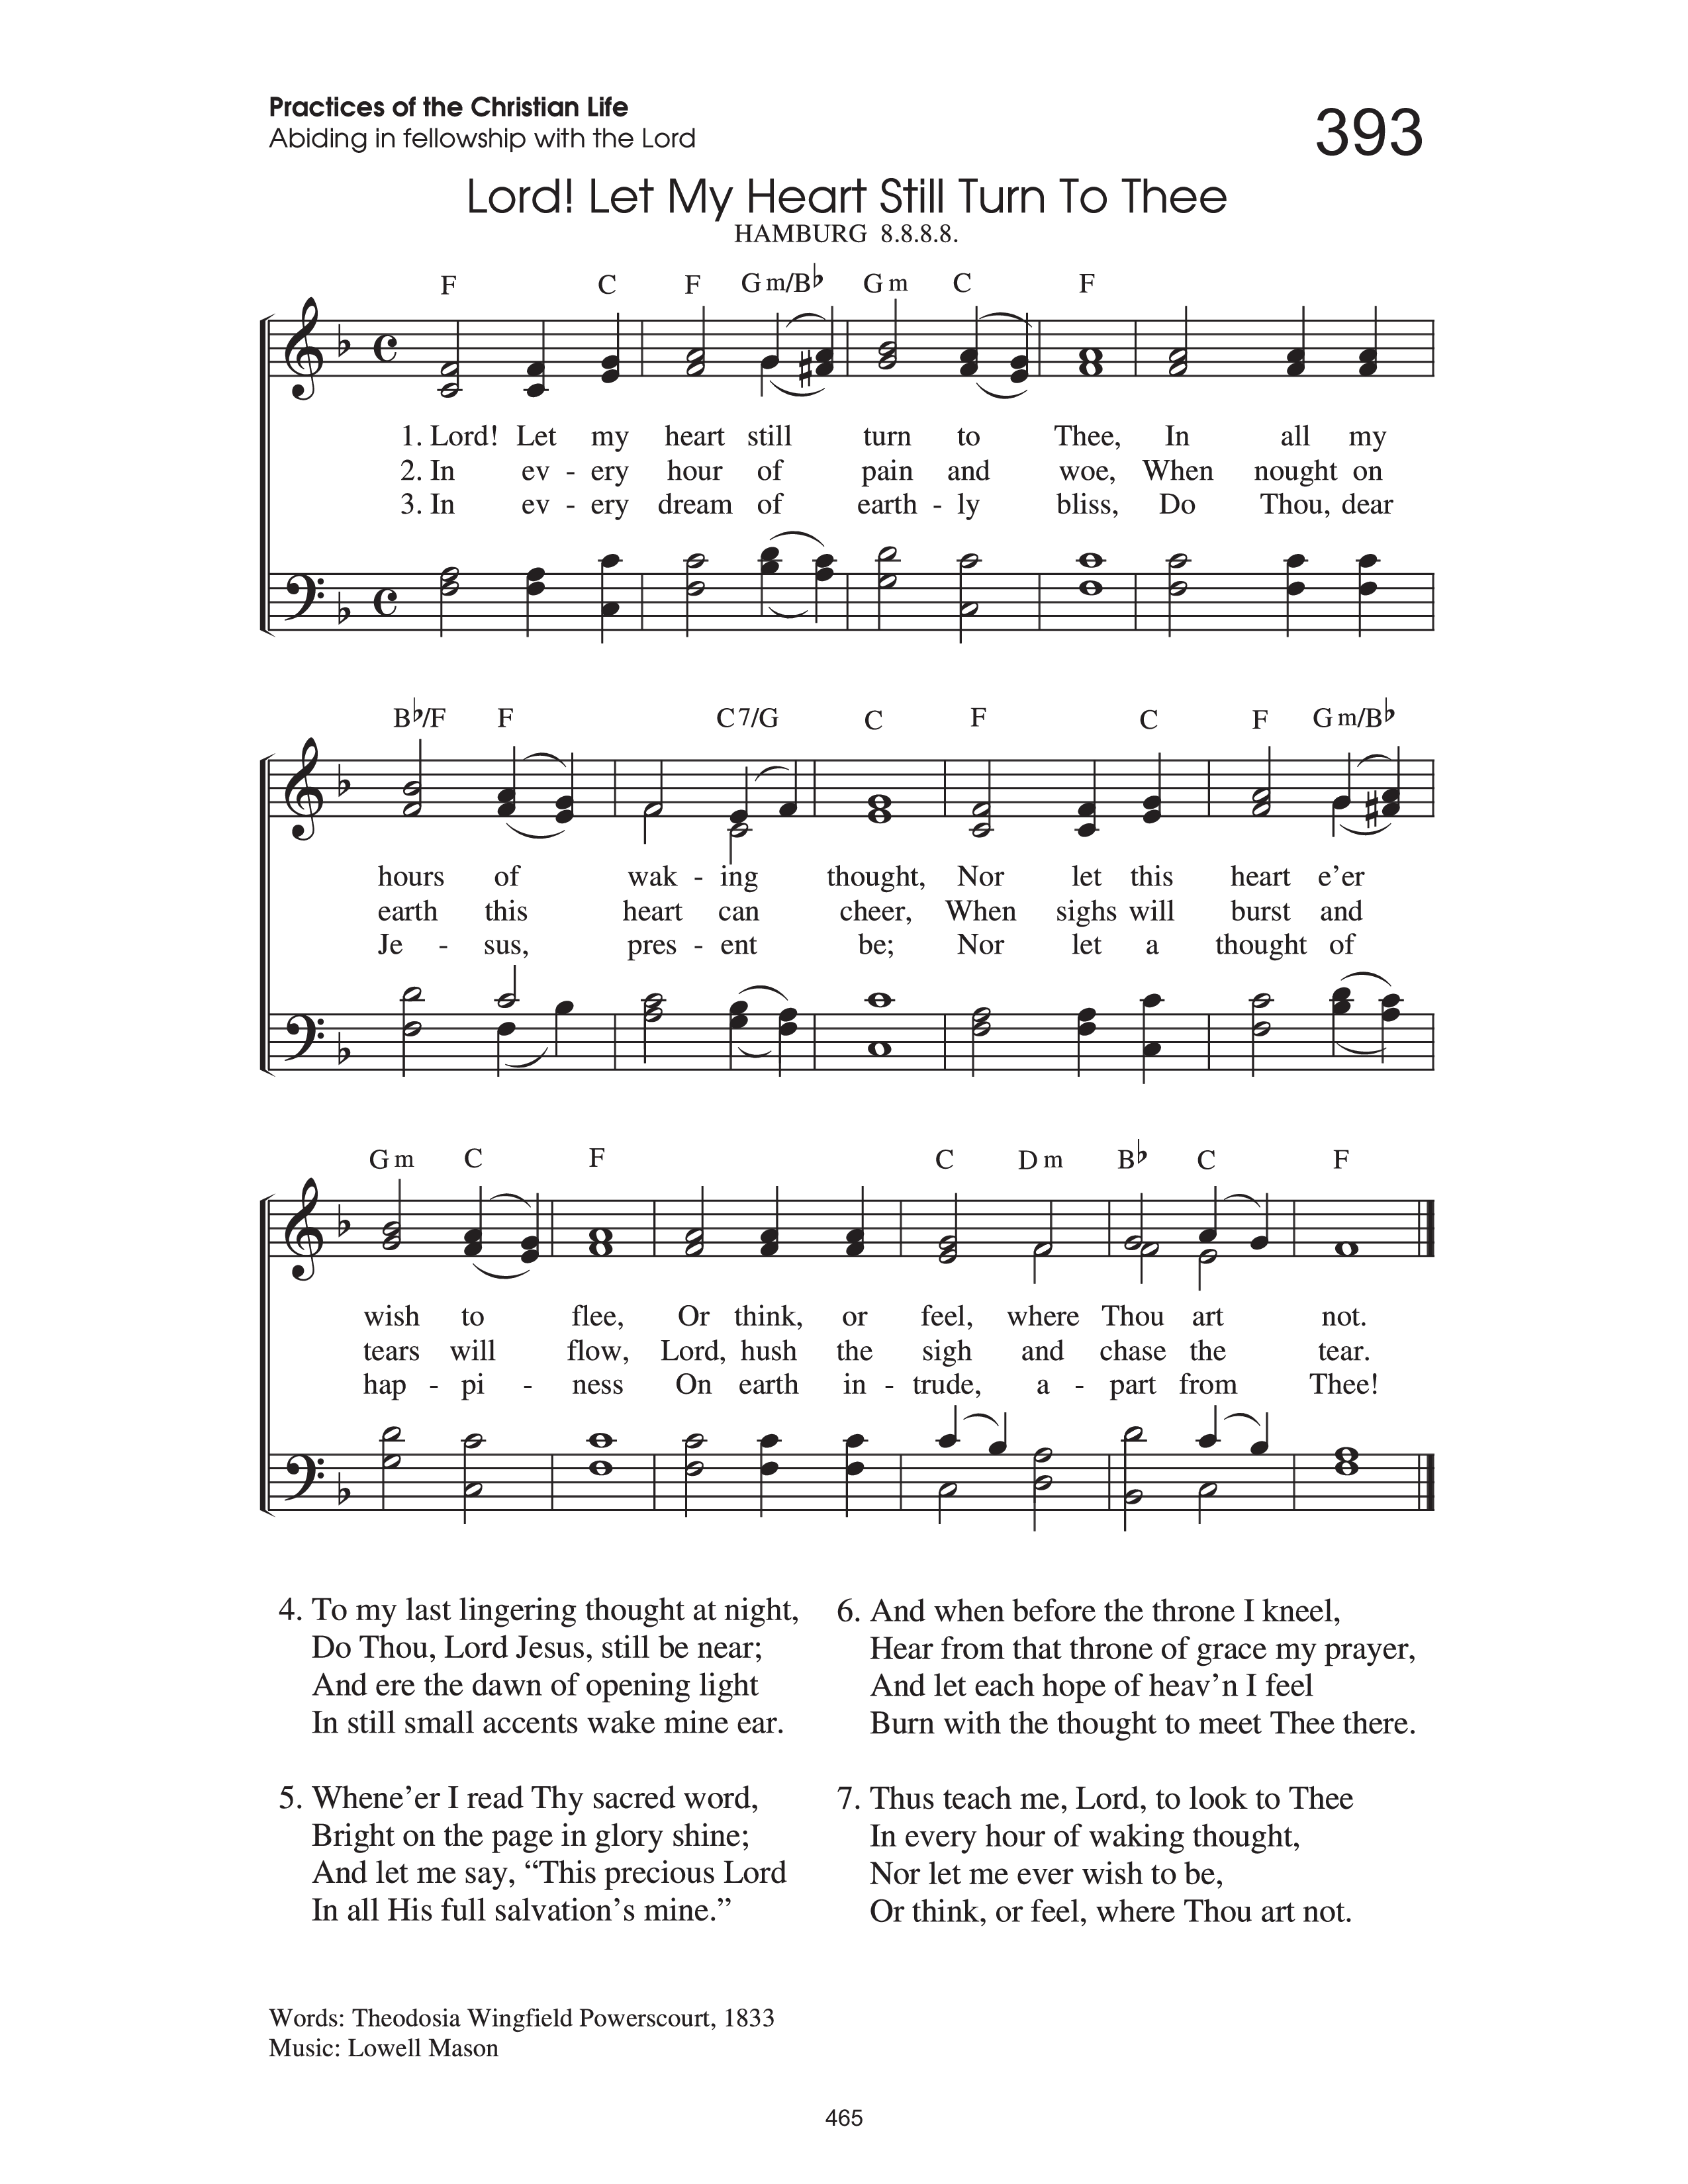 Practices of the Christian Life
Abiding in fellowship with the Lord
393
Lord! Let My Heart Still Turn To Thee
HAMBURG 8.8.8.8.
F C F Gm/B♭ Gm C F
1. Lord! Let my heart still turn to Thee, In all my
2. In ev - ery hour of pain and woe, When nought on
3. In ev - ery dream of earth - ly bliss, Do Thou, dear
B♭/F F C7/G C F C F Gm/B♭
hours of wak - ing thought, Nor let this heart e’er
earth this heart can cheer, When sighs will burst and
Je - sus, pres - ent be; Nor let a thought of
Gm C F C Dm B♭ C F
wish to flee, Or think, or feel, where Thou art not.
tears will flow, Lord, hush the sigh and chase the tear.
hap - pi - ness On earth in - trude, a - part from Thee!
4. To my last lingering thought at night,
Do Thou, Lord Jesus, still be near;
And ere the dawn of opening light
In still small accents wake mine ear.
5. Whene’er I read Thy sacred word,
Bright on the page in glory shine;
And let me say, “This precious Lord
In all His full salvation’s mine.”
6. And when before the throne I kneel,
Hear from that throne of grace my prayer,
And let each hope of heav’n I feel
Burn with the thought to meet Thee there.
7. Thus teach me, Lord, to look to Thee
In every hour of waking thought,
Nor let me ever wish to be,
Or think, or feel, where Thou art not.
Words: Theodosia Wingfield Powerscourt, 1833
Music: Lowell Mason
465